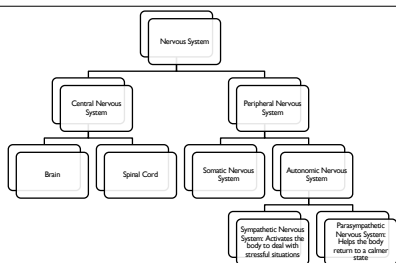 Nervous System
Central Nervous
System
Peripheral Nervous
System
Brain
Spinal Cord
Somatic Nervous
System
Autonomic Nervous
System
Sympathetic Nervous
System: Activates the
body to deal with
stressful situations
Parasympathetic
Nervous System:
Helps the body
return to a calmer
state